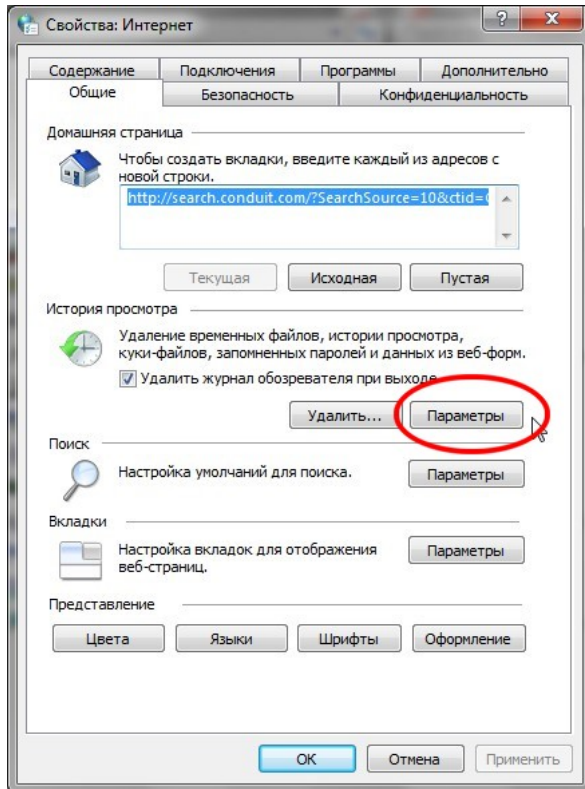 Свойства: Интернет
Содержание Подключения Программы Дополнительно
Общие Безопасность Конфиденциальность
Домашняя страница
Чтобы создать вкладки, введите каждый из адресов с
новой строки.
http://search.conduit.com/?SearchSource=10&ctid=
Текущая Исходная Пустая
История просмотра
Удаление временных файлов, истории просмотра,
куки-файлов, запомненных паролей и данных из веб-форм.
Удалить журнал обозревателя при выходе
Удалить... Параметры
Поиск
Настройка умолчаний для поиска.
Параметры
Вкладки
Настройка вкладок для отображения
веб-страниц.
Параметры
Представление
Цвета Языки Шрифты Оформление
ОК Отмена Применить